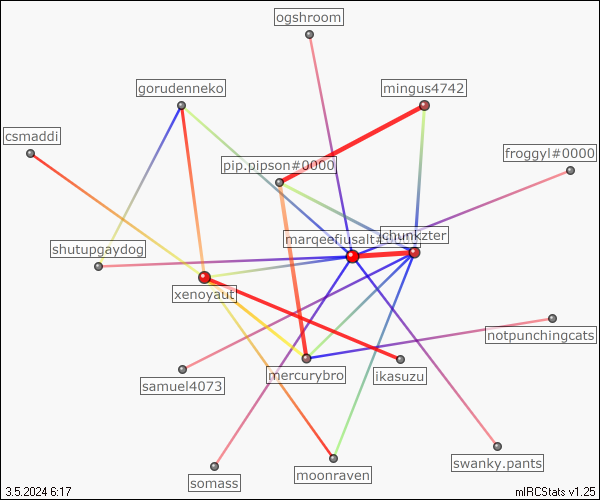 ogshroom
gorudenneko
mingus4742
csmaddi
froggyl#0000
pip.pipson#0000
marqeefjusalt
chunkzter
shutupgaydog
xenoyaut
notpunchingcats
mercurybro
ikasuzu
samuel4073
swanky.pants
somass
moonraven
3.5.2024 6:17
mIRCStats v1.25